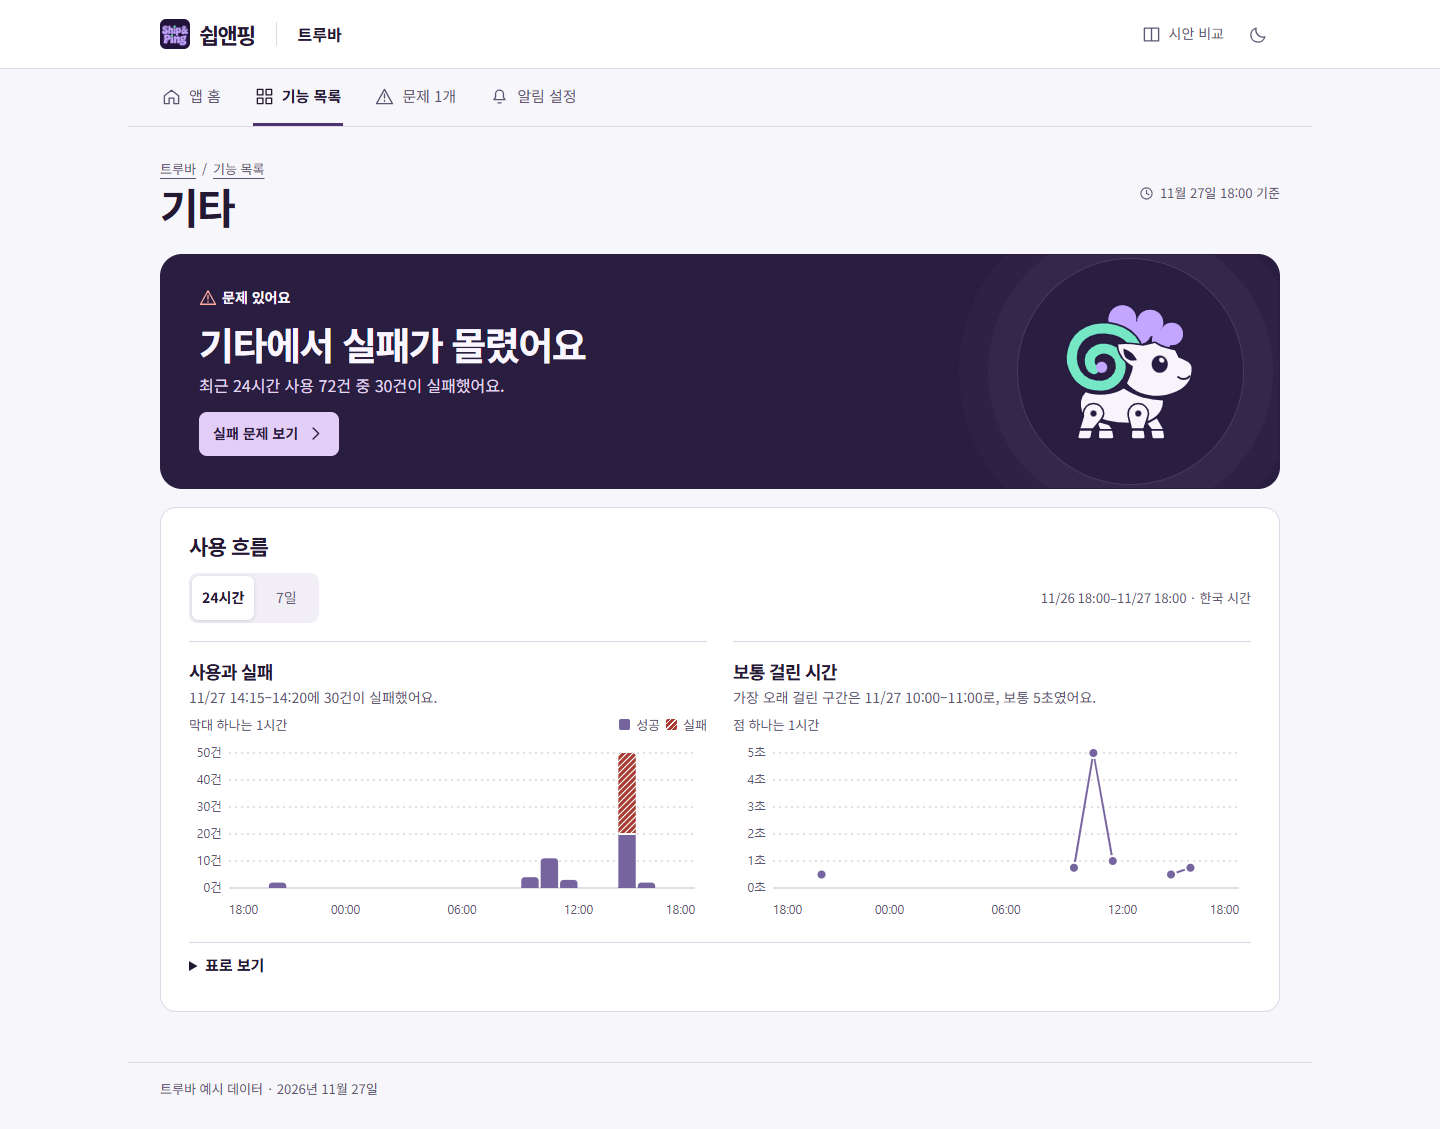 Ship&
Ping
쉽앤핑
트루바
시안 비교
앱 홈
기능 목록
문제 1개
알림 설정
트루바 / 기능 목록
기타
11월 27일 18:00 기준
문제 있어요
기타에서 실패가 몰렸어요
최근 24시간 사용 72건 중 30건이 실패했어요.
실패 문제 보기
사용 흐름
24시간
7일
11/26 18:00–11/27 18:00 · 한국 시간
사용과 실패
11/27 14:15–14:20에 30건이 실패했어요.
막대 하나는 1시간
성공
실패
50건
40건
30건
20건
10건
0건
18:00
00:00
06:00
12:00
18:00
보통 걸린 시간
가장 오래 걸린 구간은 11/27 10:00–11:00로, 보통 5초였어요.
점 하나는 1시간
5초
4초
3초
2초
1초
0초
18:00
00:00
06:00
12:00
18:00
표로 보기
트루바 예시 데이터 · 2026년 11월 27일